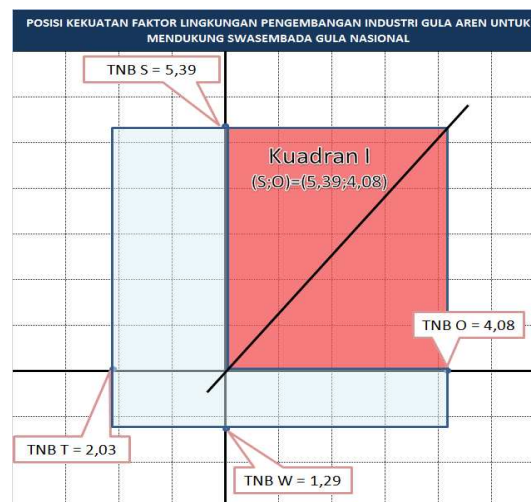 POSISI KEKUATAN FAKTOR LINGKUNGAN PENGEMBANGAN INDUSTRI GULA AREN UNTUK
MENDUKUNG SWASEMBADA GULA NASIONAL
TNB S = 5,39
Kuadran I
(S;O)=(5,39;4,08)
TNB O = 4,08
TNB T = 2,03
TNB W = 1,29